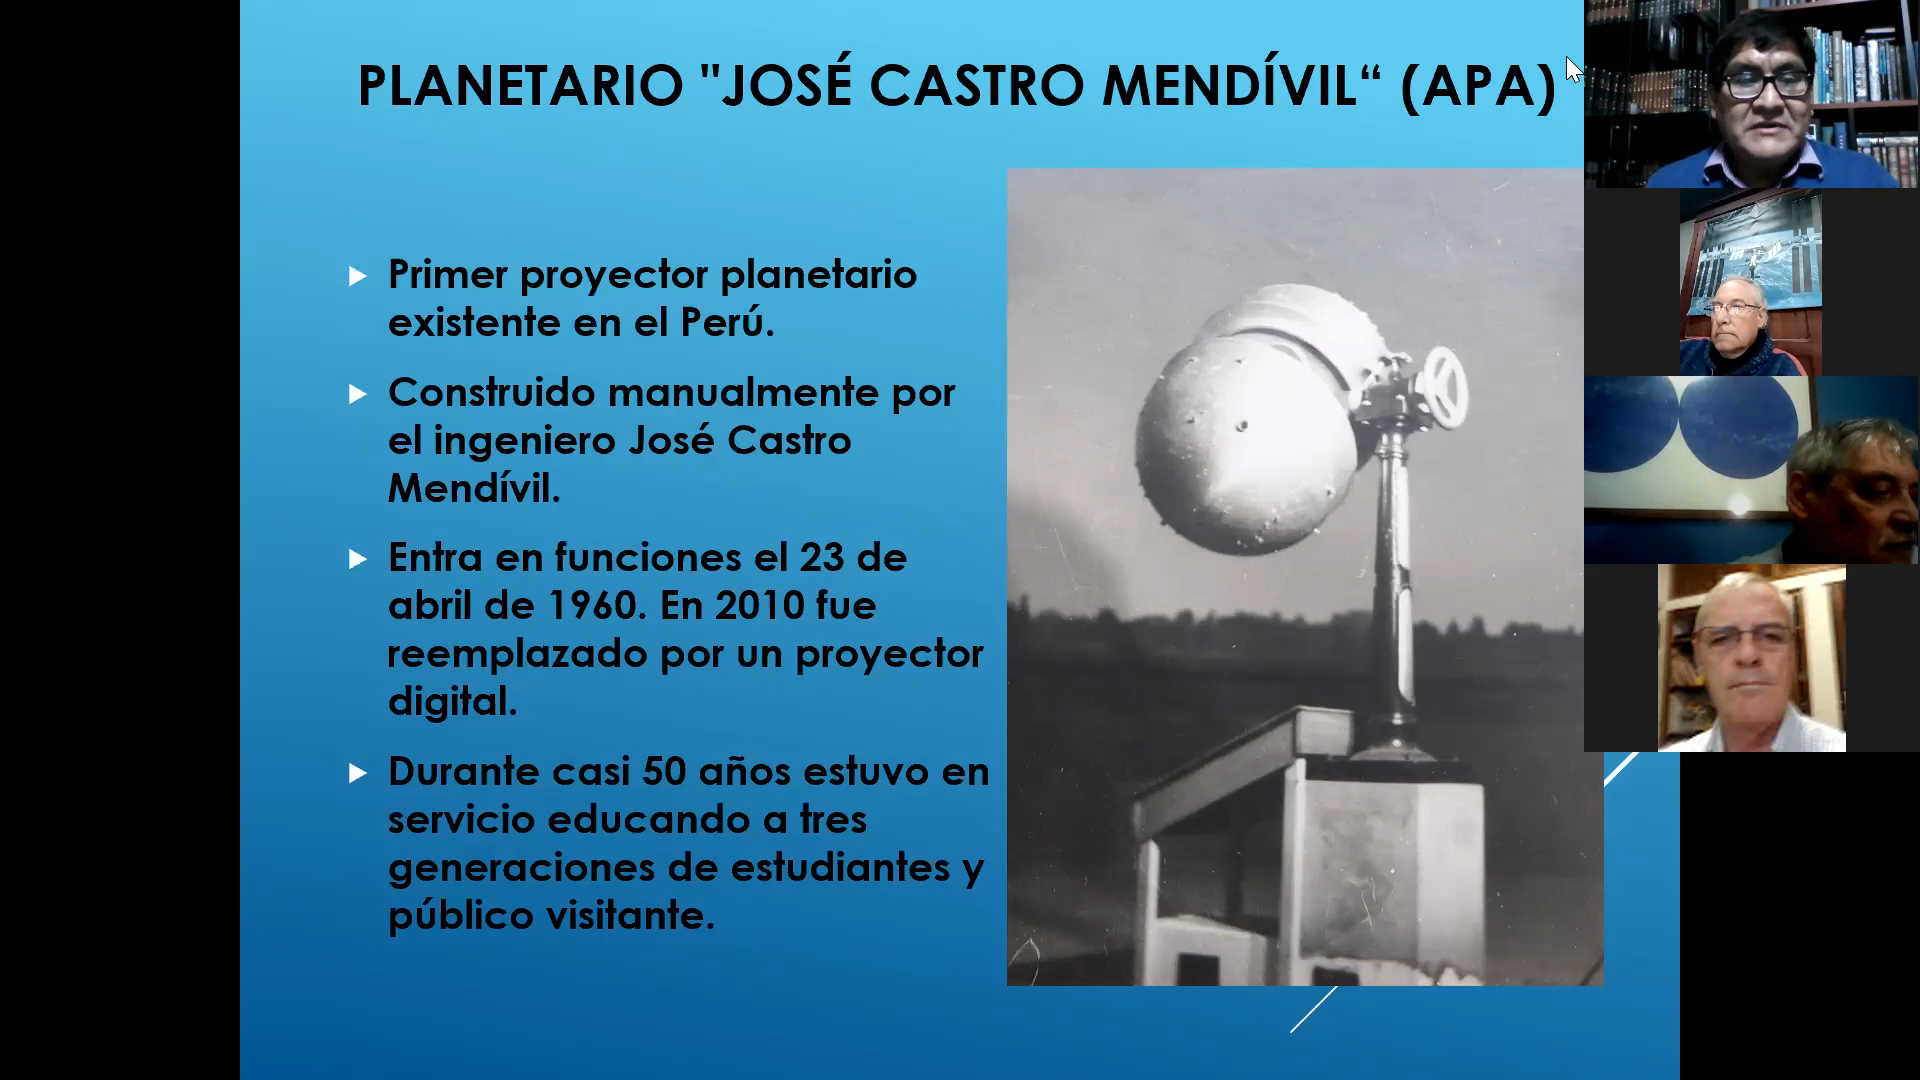 PLANETARIO "JOSÉ CASTRO MENDÍVIL“ (APA)
Primer proyector planetario
existente en el Perú.
Construido manualmente por
el ingeniero José Castro
Mendívil.
Entra en funciones el 23 de
abril de 1960. En 2010 fue
reemplazado por un proyector
digital.
Durante casi 50 años estuvo en
servicio educando a tres
generaciones de estudiantes y
público visitante.